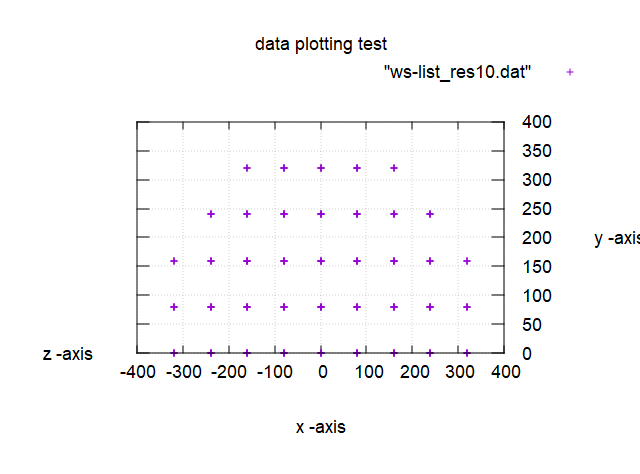 data plotting test
"ws-list_res10.dat"
400
350
300
250
200
y -axis
150
100
50
z -axis
0
-400 -300 -200 -100 0 100 200 300 400
x -axis